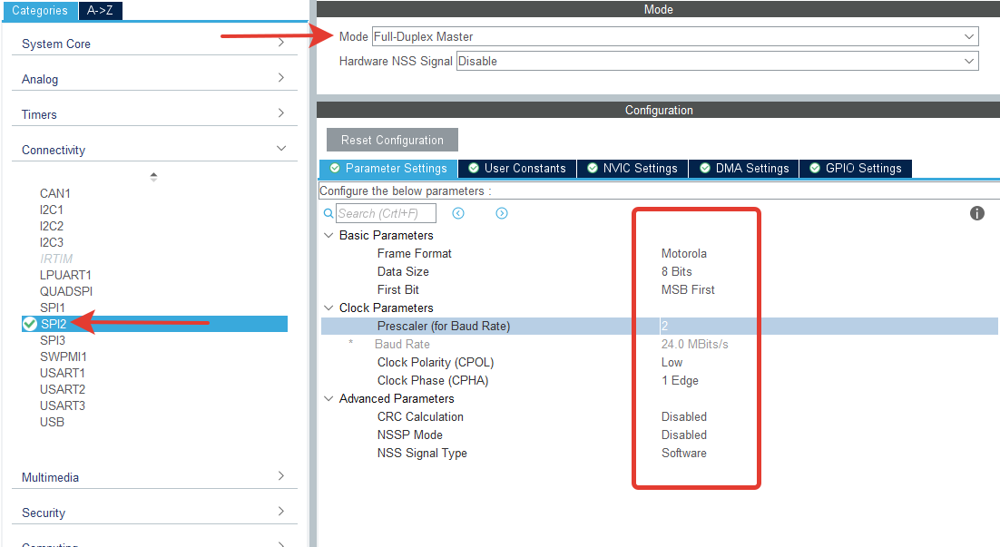 Categories A->Z
System Core
Analog
Timers
Connectivity
CAN1
I2C1
I2C2
I2C3
IRTIM
LPUART1
QUADSPI
SPI1
SPI2
SPI3
SWPMI1
USART1
USART2
USART3
USB
Multimedia
Security
Computing
Mode
Mode Full-Duplex Master
Hardware NSS Signal Disable
Configuration
Reset Configuration
Parameter Settings User Constants NVIC Settings DMA Settings GPIO Settings
Configure the below parameters :
Search (Crtl+F)
Basic Parameters
Frame Format Motorola
Data Size 8 Bits
First Bit MSB First
Clock Parameters
Prescaler (for Baud Rate) 2
* Baud Rate 24.0 MBits/s
Clock Polarity (CPOL) Low
Clock Phase (CPHA) 1 Edge
Advanced Parameters
CRC Calculation Disabled
NSSP Mode Disabled
NSS Signal Type Software